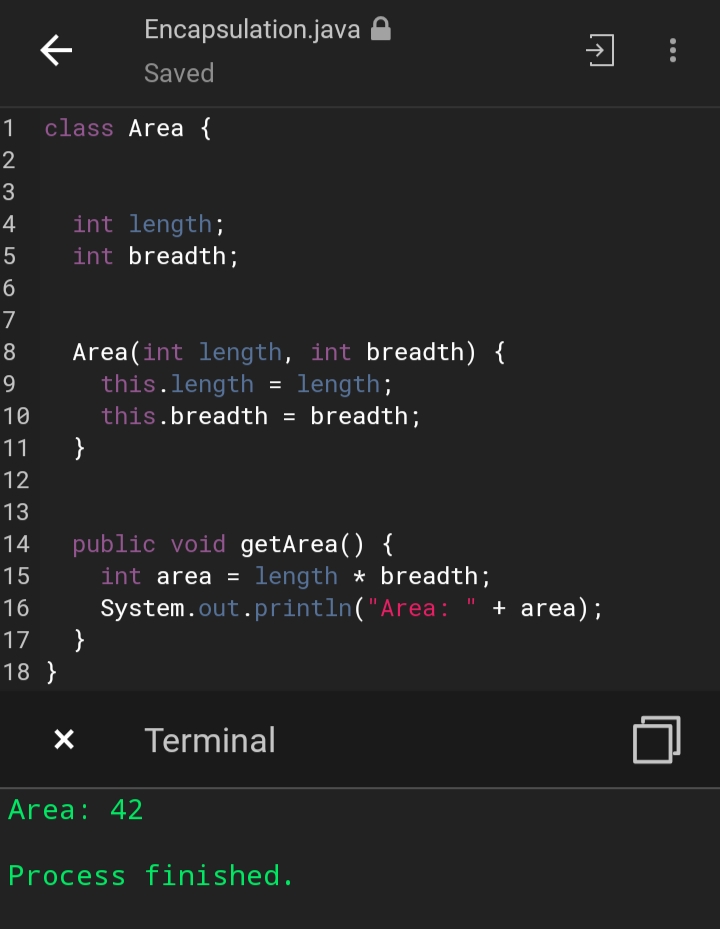 Encapsulation.java
Saved
1 class Area {
2
3
4 int length;
5 int breadth;
6
7
8 Area(int length, int breadth) {
9 this.length = length;
10 this.breadth = breadth;
11 }
12
13
14 public void getArea() {
15 int area = length * breadth;
16 System.out.println("Area: " + area);
17 }
18 }
Terminal
Area: 42
Process finished.